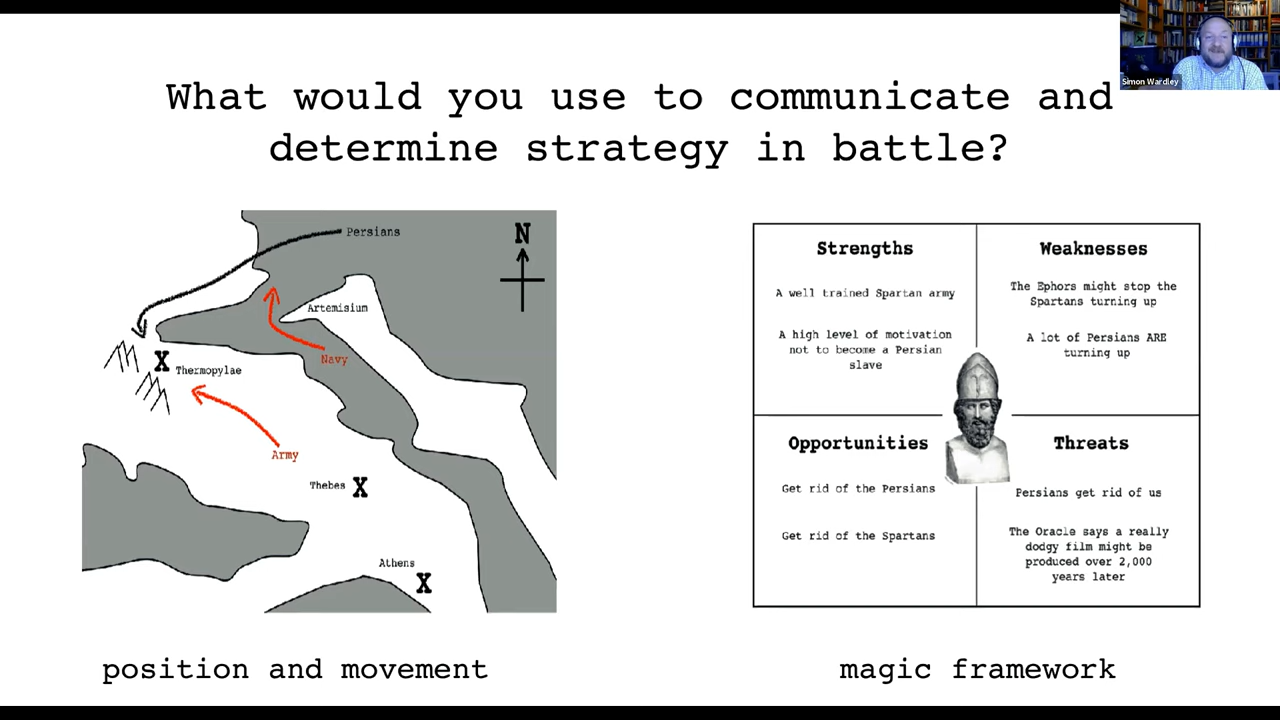 Simon Wardley
What would you use to communicate and
determine strategy in battle?
Persians
N
Artemisium
Navy
X
Thermopylae
Army
Thebes X
Athens
X
position and movement
Strengths
A well trained Spartan army
A high level of motivation
not to become a Persian
slave
Weaknesses
The Ephors might stop the
Spartans turning up
A lot of Persians ARE
turning up
Opportunities
Get rid of the Persians
Get rid of the Spartans
Threats
Persians get rid of us
The Oracle says a really
dodgy film might be
produced over 2,000
years later
magic framework